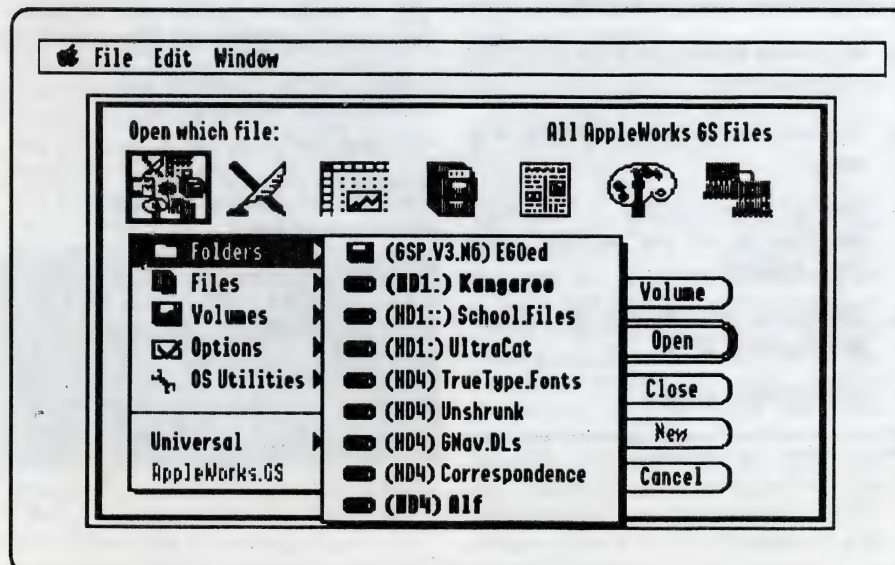 File Edit Window
Open which file: All AppleWorks GS Files
Folders
Files
Volumes
Options
OS Utilities
Universal
AppleWorks.GS
(GSP.V3.N6) EGOed
(HD1:) Kangaroo
(HD1::) School.Files
(HD1:) UltraCat
(HD4) TrueType.Fonts
(HD4) Unshrunk
(HD4) GNav.DLs
(HD4) Correspondence
(HD4) Alf
Volume
Open
Close
New
Cancel